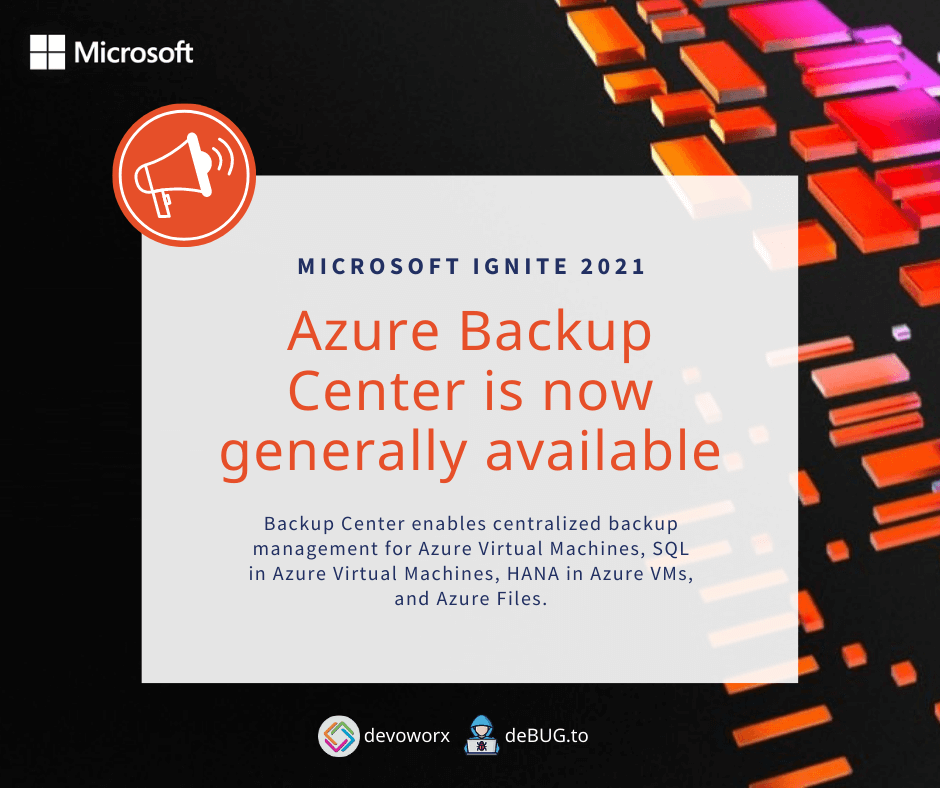 Microsoft
MICROSOFT IGNITE 2021
Azure Backup
Center is now
generally available
Backup Center enables centralized backup
management for Azure Virtual Machines, SQL
in Azure Virtual Machines, HANA in Azure VMs,
and Azure Files.
devoworx deBUG.to